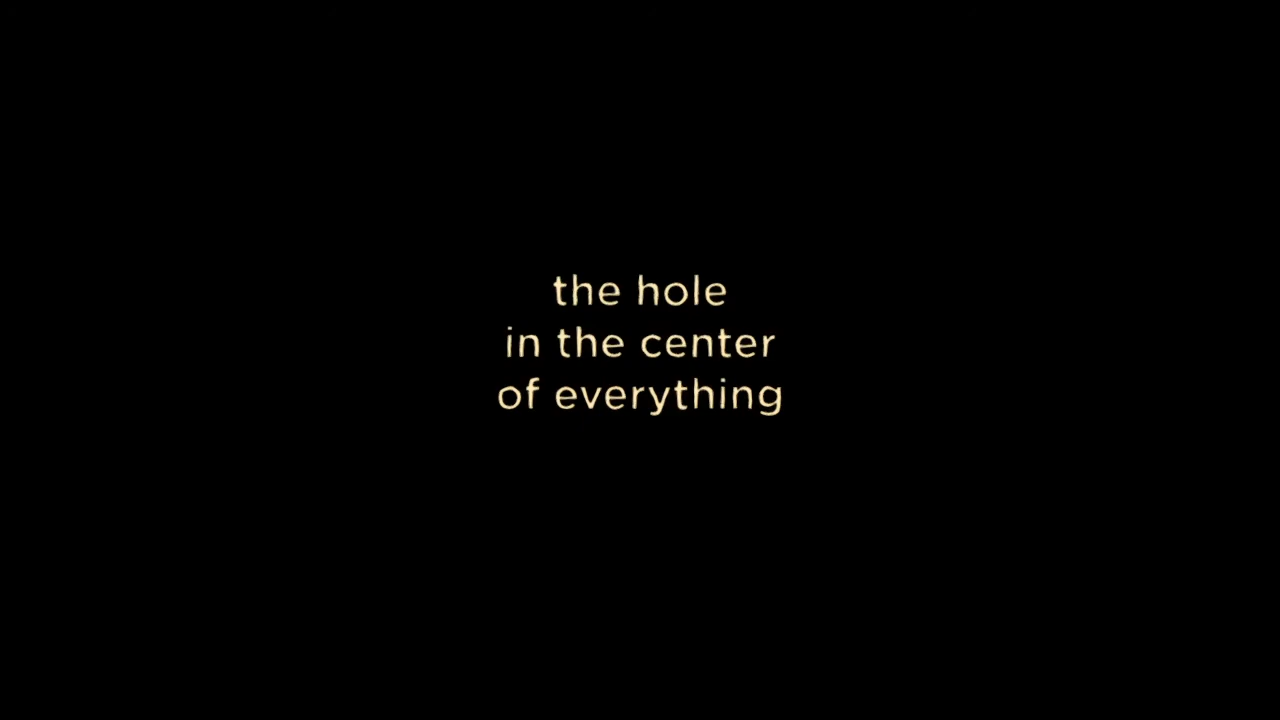 the hole
in the center
of everything